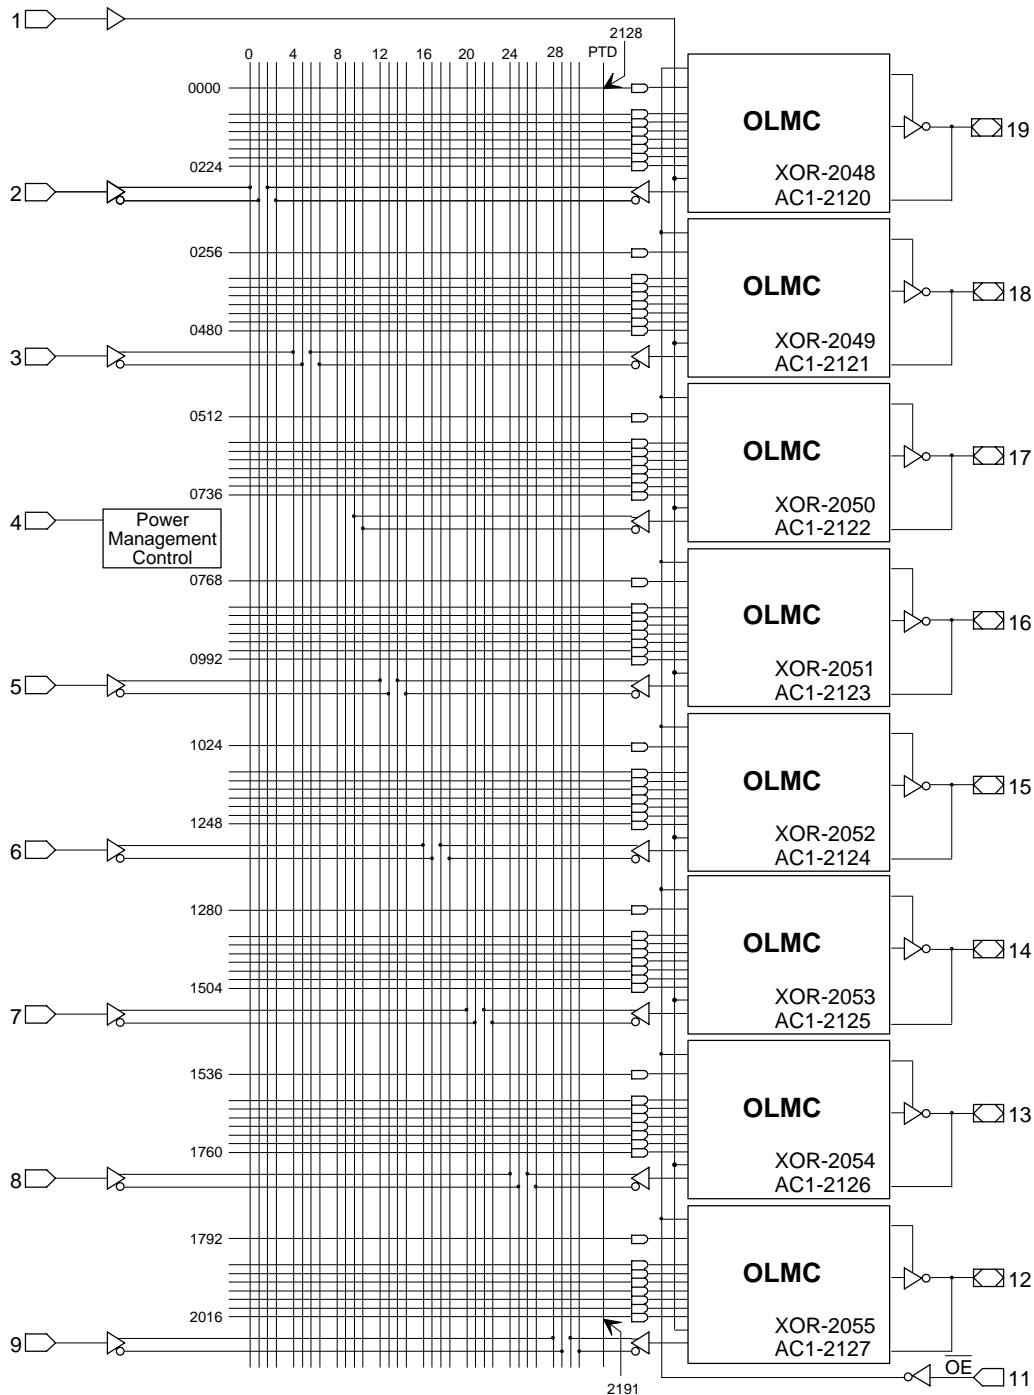 1
2128
0 4 8 12 16 20 24 28 PTD
0000
OLMC
19
0224
XOR-2048
2
AC1-2120
0256
OLMC
18
0480
XOR-2049
3
AC1-2121
0512
OLMC
17
0736
XOR-2050
4
Power
Management
Control
AC1-2122
0768
OLMC
16
0992
XOR-2051
5
AC1-2123
1024
OLMC
15
1248
XOR-2052
6
AC1-2124
1280
OLMC
14
1504
XOR-2053
7
AC1-2125
1536
OLMC
13
1760
XOR-2054
8
AC1-2126
1792
OLMC
12
2016
XOR-2055
9
AC1-2127
OE
11
2191